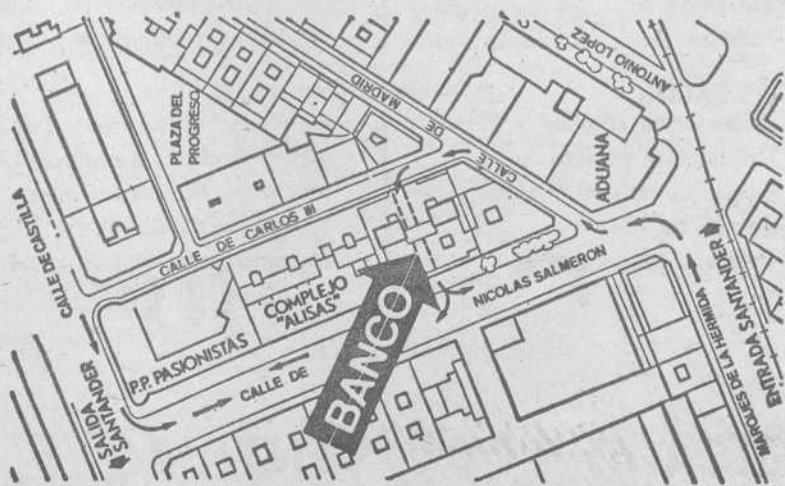 CALLE DE CASTILLA
PLAZA DEL
PROGRESO
CALLE DE MADRID
ANTONIO LOPEZ
ADUANA
CALLE DE CARLOS III
COMPLEJO
"ALISAS"
P.P. PASIONISTAS
SALIDA
SANTANDER
CALLE DE NICOLAS SALMERON
BANCO
MARQUES DE LA HERMIDA
ENTRADA SANTANDER